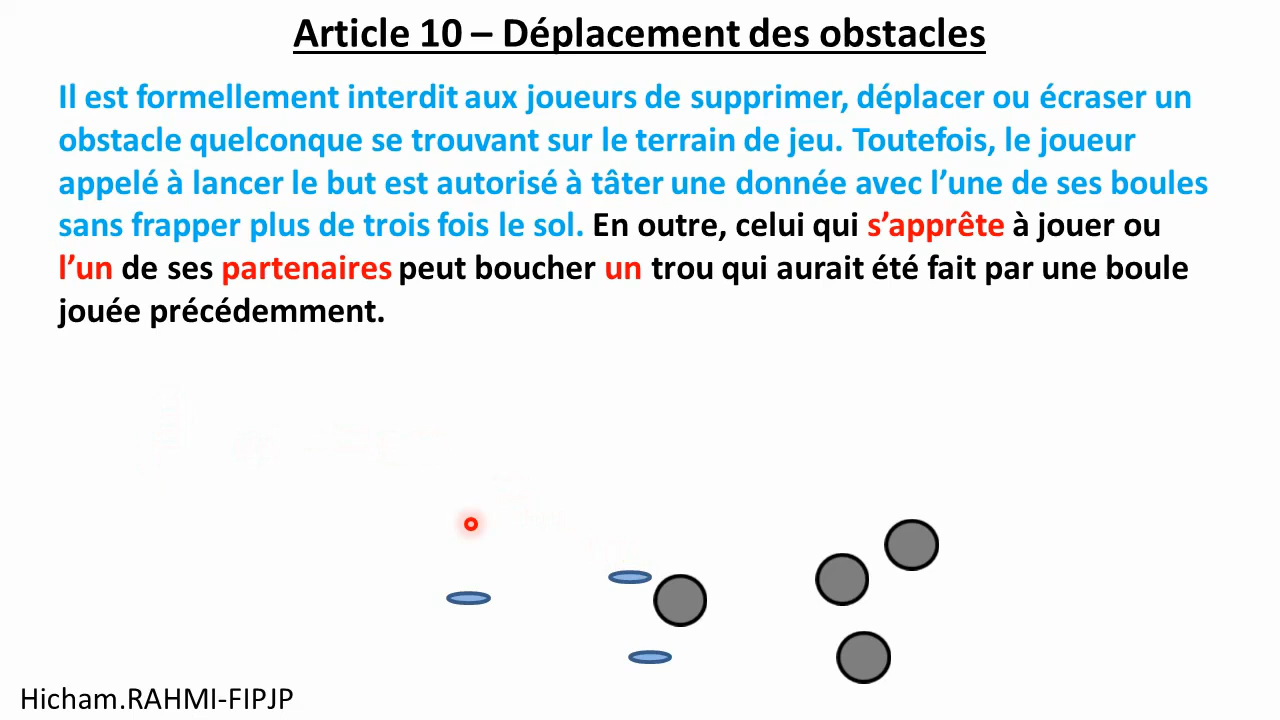 Article 10 – Déplacement des obstacles
Il est formellement interdit aux joueurs de supprimer, déplacer ou écraser un
obstacle quelconque se trouvant sur le terrain de jeu. Toutefois, le joueur
appelé à lancer le but est autorisé à tâter une donnée avec l’une de ses boules
sans frapper plus de trois fois le sol. En outre, celui qui s’apprête à jouer ou
l’un de ses partenaires peut boucher un trou qui aurait été fait par une boule
jouée précédemment.
Hicham.RAHMI-FIPJP